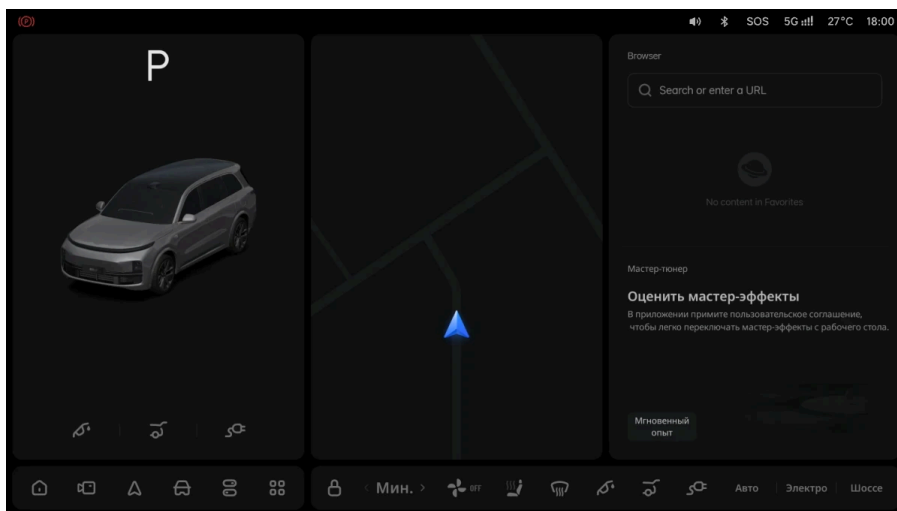 SOS
5G
27°C
18:00
P
Browser
Search or enter a URL
No content in Favorites
Мастер-тюнер
Оценить мастер-эффекты
В приложении примите пользовательское соглашение,
чтобы легко переключать мастер-эффекты с рабочего стола.
Мгновенный
опыт
< Мин. >
OFF
Авто
Электро
Шоссе